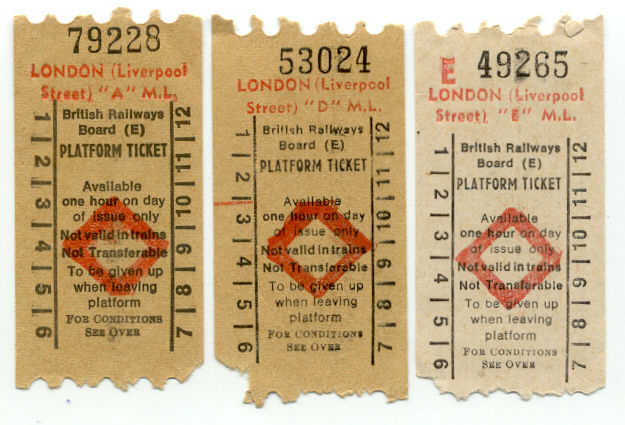 79228
LONDON (Liverpool
Street) "A" M.L.
1 2 3 4 5 6
British Railways
Board (E)
PLATFORM TICKET
Available
one hour on day
of issue only
Not valid in trains
Not Transferable
To be given up
when leaving
platform
FOR CONDITIONS
SEE OVER
7 8 9 10 11 12
53024
LONDON (Liverpool
Street) "D" M.L.
1 2 3 4 5 6
British Railways
Board (E)
PLATFORM TICKET
Available
one hour on day
of issue only
Not valid in trains
Not Transferable
To be given up
when leaving
platform
FOR CONDITIONS
SEE OVER
7 8 9 10 11 12
E 49265
LONDON (Liverpool
Street) "E" M.L.
1 2 3 4 5 6
British Railways
Board (E)
PLATFORM TICKET
Available
one hour on day
of issue only
Not valid in trains
Not Transferable
To be given up
when leaving
platform
FOR CONDITIONS
SEE OVER
7 8 9 10 11 12